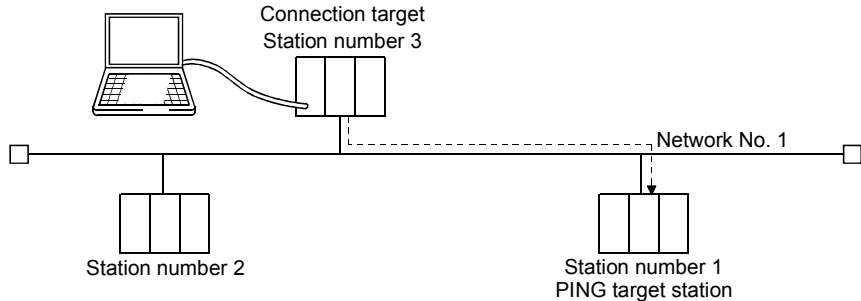 Connection target
Station number 3
Network No. 1
Station number 2
Station number 1
PING target station